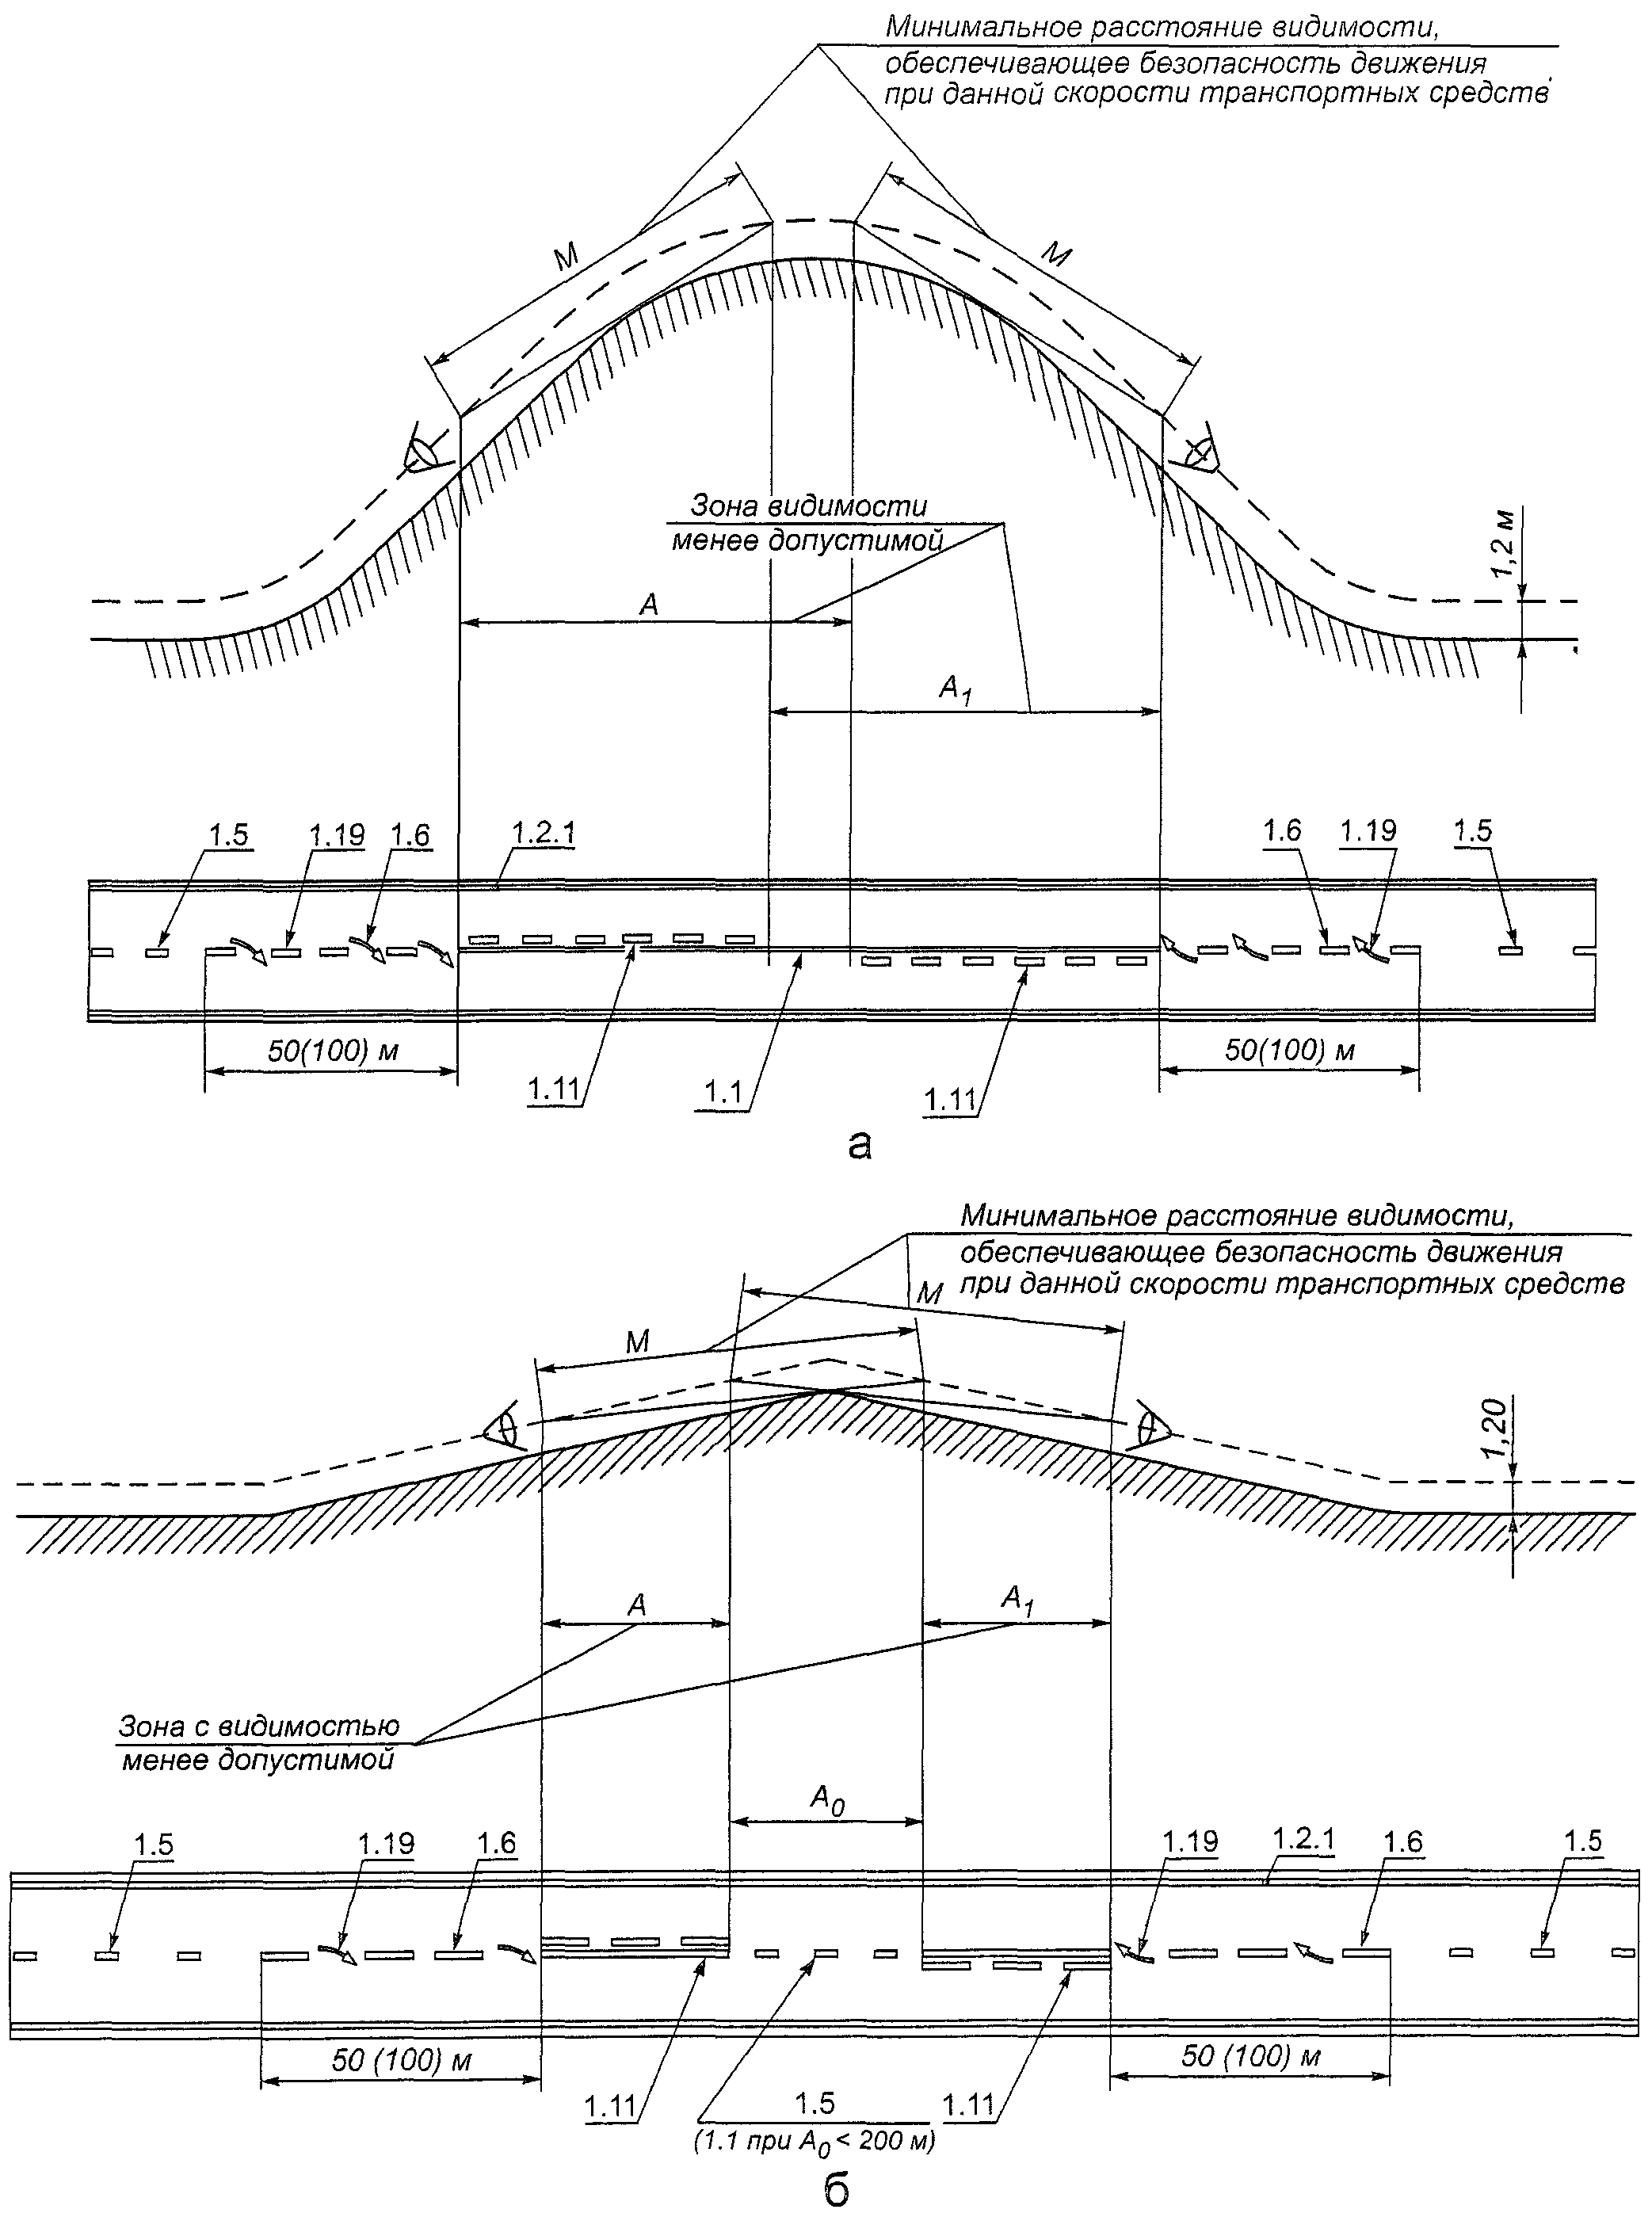 Минимальное расстояние видимости,
обеспечивающее безопасность движения
при данной скорости транспортных средств
М
М
Зона видимости
менее допустимой
1,2 м
А
А1
1.5
1.19
1.6
1.2.1
1.6
1.19
1.5
50(100) м
50(100) м
1.11
1.1
1.11
а
Минимальное расстояние видимости,
обеспечивающее безопасность движения
при данной скорости транспортных средств
М
М
1,20
А
А1
Зона с видимостью
менее допустимой
А0
1.5
1.19
1.6
1.19
1.2.1
1.6
1.5
50 (100) м
50 (100) м
1.11
1.5
1.11
(1.1 при А0 < 200 м)
б